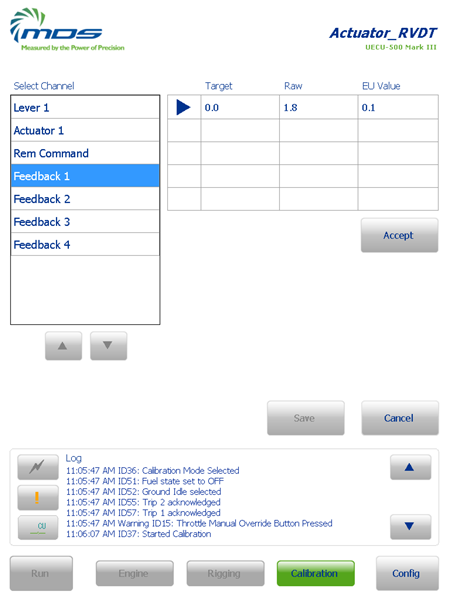 MDS
Measured by the Power of Precision
Actuator_RVDT
UECU-500 Mark III
Select Channel
Target Raw EU Value
Lever 1
Actuator 1
Rem Command
Feedback 1
Feedback 2
Feedback 3
Feedback 4
0.0 1.8 0.1
Accept
Save
Cancel
Log
11:05:47 AM ID36: Calibration Mode Selected
11:05:47 AM ID51: Fuel state set to OFF
11:05:47 AM ID52: Ground Idle selected
11:05:47 AM ID55: Trip 2 acknowledged
11:05:47 AM ID57: Trip 1 acknowledged
11:05:47 AM Warning ID15: Throttle Manual Override Button Pressed
11:06:07 AM ID37: Started Calibration
Run
Engine
Rigging
Calibration
Config